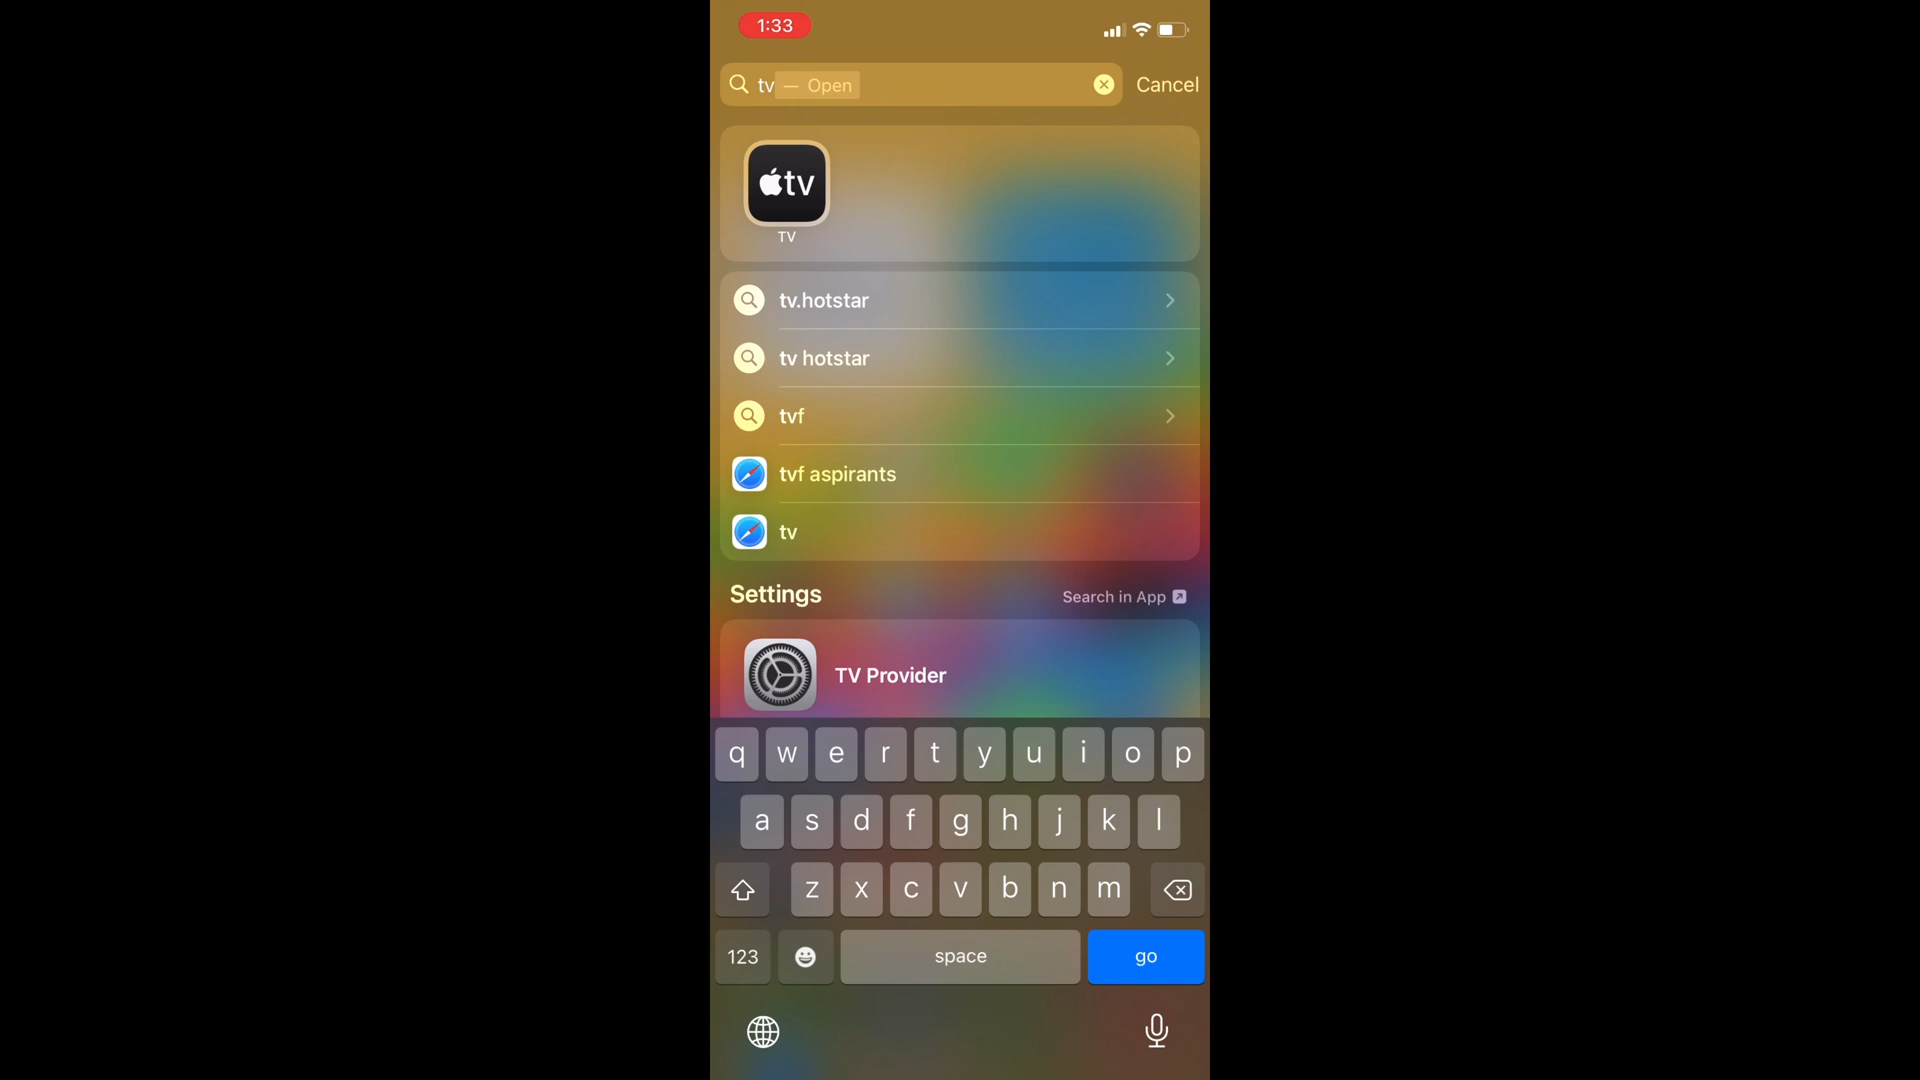 1:33
tv — Open
Cancel
tv
TV
tv.hotstar
tv hotstar
tvf
tvf aspirants
tv
Settings
Search in App
TV Provider
q w e r t y u i o p
a s d f g h j k l
z x c v b n m
123
space
go